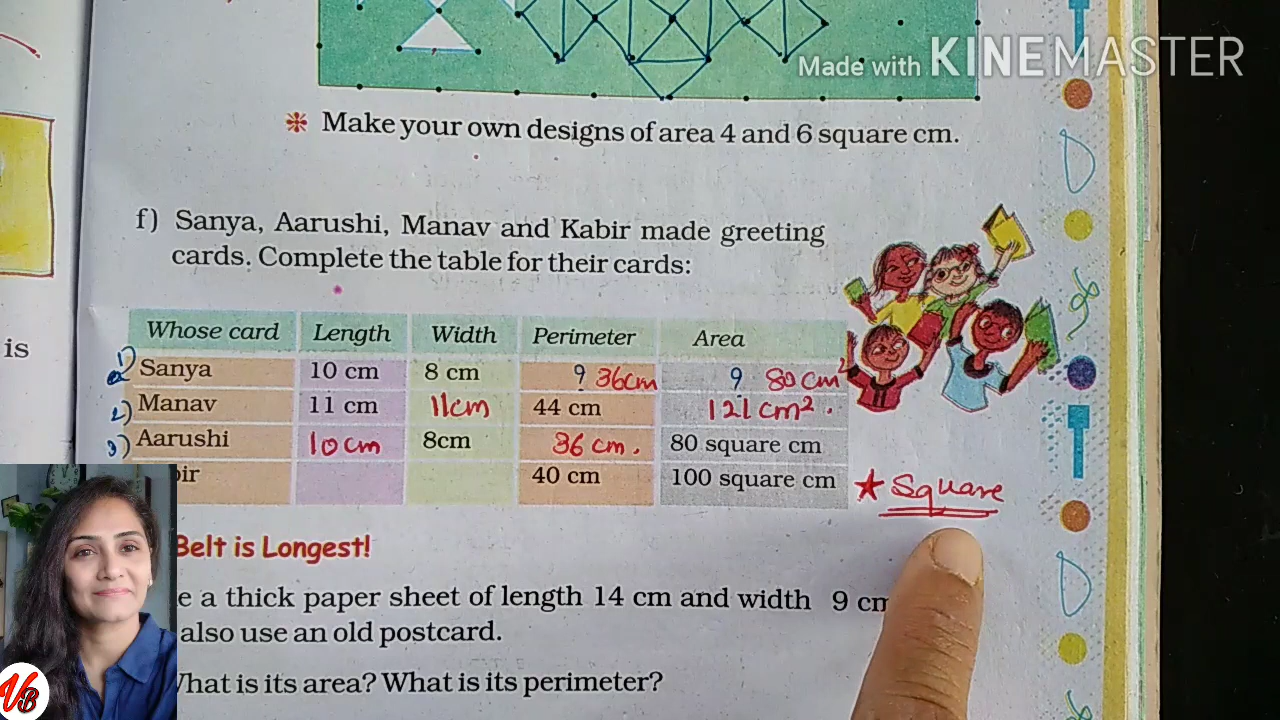 Made with KINEMASTER
Make your own designs of area 4 and 6 square cm.
f) Sanya, Aarushi, Manav and Kabir made greeting
cards. Complete the table for their cards:
Whose card Length Width Perimeter Area
1) Sanya 10 cm 8 cm ? 36cm ? 80 cm²
2) Manav 11 cm 11cm 44 cm 121 cm².
3) Aarushi 10cm 8cm 36 cm. 80 square cm
bir 40 cm 100 square cm ★ Square
is
Belt is Longest!
e a thick paper sheet of length 14 cm and width 9 cm
also use an old postcard.
What is its area? What is its perimeter?
VB